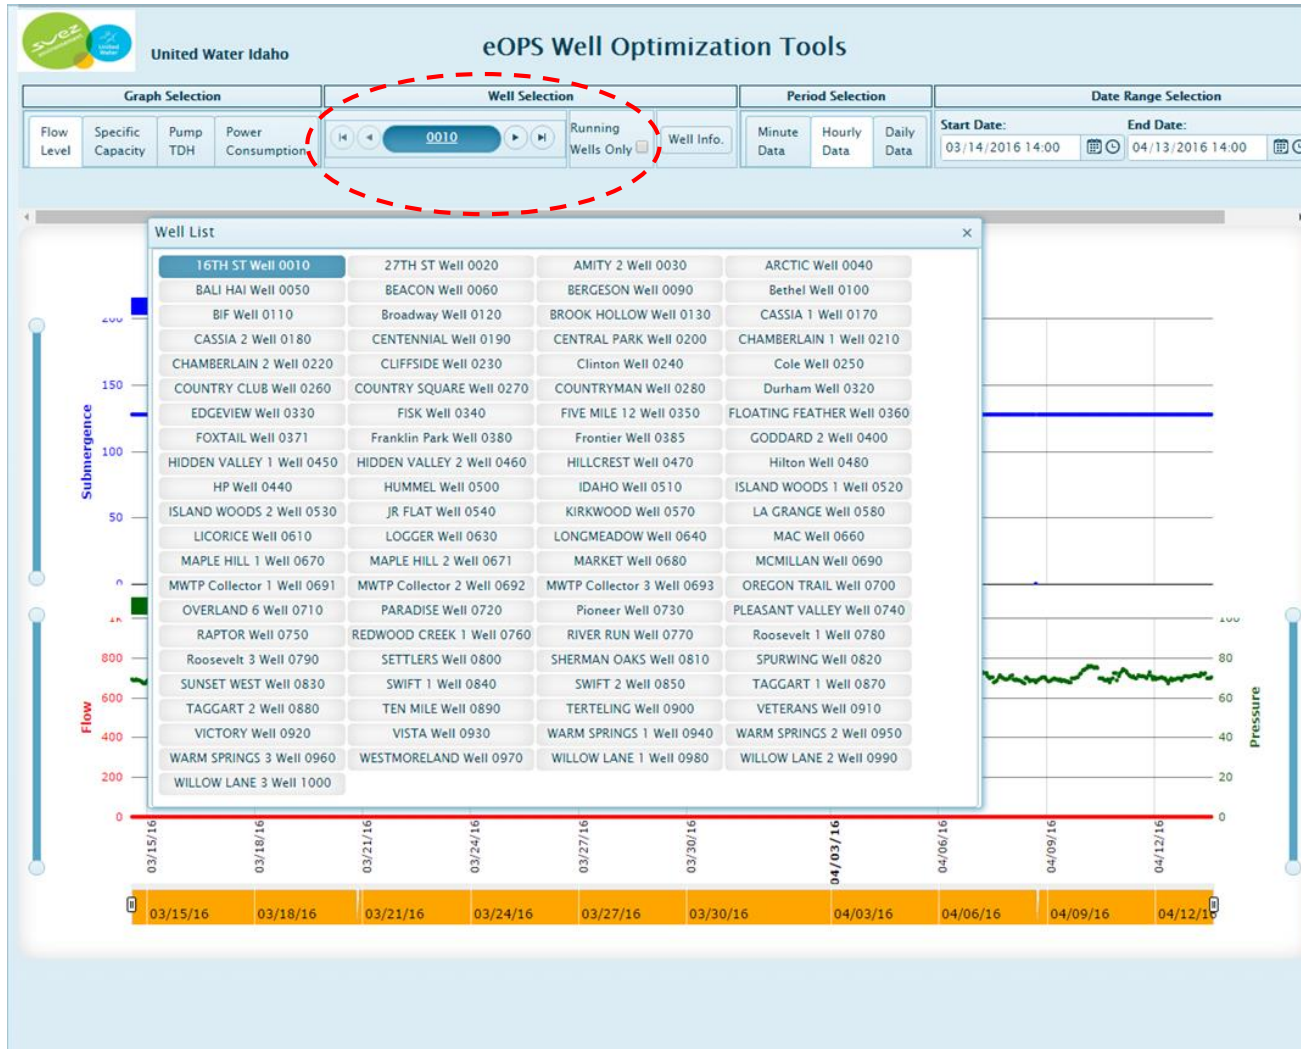 suez
environnement
United
Water
United Water Idaho
eOPS Well Optimization Tools
Graph Selection
Well Selection
Period Selection
Date Range Selection
Flow Level
Specific Capacity
Pump TDH
Power Consumption
0010
Running Wells Only
Well Info.
Minute Data
Hourly Data
Daily Data
Start Date:
03/14/2016 14:00
End Date:
04/13/2016 14:00
Well List
×
16TH ST Well 0010
27TH ST Well 0020
AMITY 2 Well 0030
ARCTIC Well 0040
BALI HAI Well 0050
BEACON Well 0060
BERGESON Well 0090
Bethel Well 0100
BIF Well 0110
Broadway Well 0120
BROOK HOLLOW Well 0130
CASSIA 1 Well 0170
CASSIA 2 Well 0180
CENTENNIAL Well 0190
CENTRAL PARK Well 0200
CHAMBERLAIN 1 Well 0210
CHAMBERLAIN 2 Well 0220
CLIFFSIDE Well 0230
Clinton Well 0240
Cole Well 0250
COUNTRY CLUB Well 0260
COUNTRY SQUARE Well 0270
COUNTRYMAN Well 0280
Durham Well 0320
EDGEVIEW Well 0330
FISK Well 0340
FIVE MILE 12 Well 0350
FLOATING FEATHER Well 0360
FOXTAIL Well 0371
Franklin Park Well 0380
Frontier Well 0385
GODDARD 2 Well 0400
HIDDEN VALLEY 1 Well 0450
HIDDEN VALLEY 2 Well 0460
HILLCREST Well 0470
Hilton Well 0480
HP Well 0440
HUMMEL Well 0500
IDAHO Well 0510
ISLAND WOODS 1 Well 0520
ISLAND WOODS 2 Well 0530
JR FLAT Well 0540
KIRKWOOD Well 0570
LA GRANGE Well 0580
LICORICE Well 0610
LOGGER Well 0630
LONGMEADOW Well 0640
MAC Well 0660
MAPLE HILL 1 Well 0670
MAPLE HILL 2 Well 0671
MARKET Well 0680
MCMILLAN Well 0690
MWTP Collector 1 Well 0691
MWTP Collector 2 Well 0692
MWTP Collector 3 Well 0693
OREGON TRAIL Well 0700
OVERLAND 6 Well 0710
PARADISE Well 0720
Pioneer Well 0730
PLEASANT VALLEY Well 0740
RAPTOR Well 0750
REDWOOD CREEK 1 Well 0760
RIVER RUN Well 0770
Roosevelt 1 Well 0780
Roosevelt 3 Well 0790
SETTLERS Well 0800
SHERMAN OAKS Well 0810
SPURWING Well 0820
SUNSET WEST Well 0830
SWIFT 1 Well 0840
SWIFT 2 Well 0850
TAGGART 1 Well 0870
TAGGART 2 Well 0880
TEN MILE Well 0890
TERTELING Well 0900
VETERANS Well 0910
VICTORY Well 0920
VISTA Well 0930
WARM SPRINGS 1 Well 0940
WARM SPRINGS 2 Well 0950
WARM SPRINGS 3 Well 0960
WESTMORELAND Well 0970
WILLOW LANE 1 Well 0980
WILLOW LANE 2 Well 0990
WILLOW LANE 3 Well 1000
200
150
100
50
0
Submergence
1K
800
600
400
200
0
Flow
100
80
60
40
20
0
Pressure
03/15/16
03/18/16
03/21/16
03/24/16
03/27/16
03/30/16
04/03/16
04/06/16
04/09/16
04/12/16
03/15/16
03/18/16
03/21/16
03/24/16
03/27/16
03/30/16
04/03/16
04/06/16
04/09/16
04/12/16